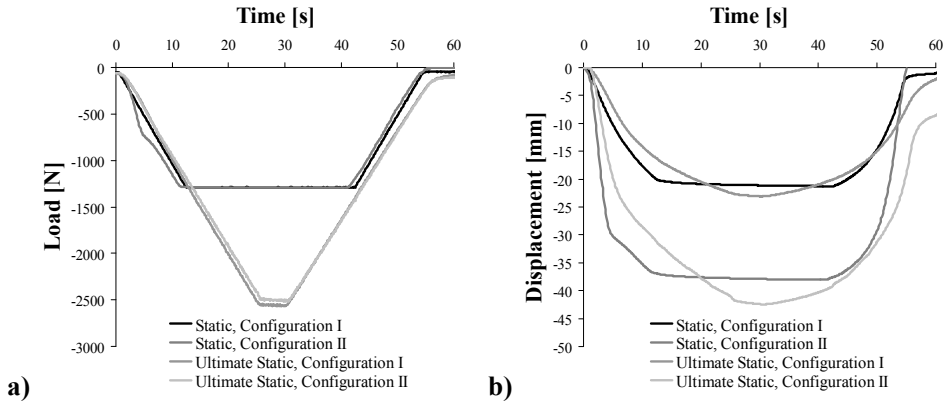 Time [s]
0 10 20 30 40 50 60
0
-500
-1000
-1500
-2000
-2500
-3000
Load [N]
Static, Configuration I
Static, Configuration II
Ultimate Static, Configuration I
Ultimate Static, Configuration II
a)
Time [s]
0 10 20 30 40 50 60
0
-5
-10
-15
-20
-25
-30
-35
-40
-45
-50
Displacement [mm]
Static, Configuration I
Static, Configuration II
Ultimate Static, Configuration I
Ultimate Static, Configuration II
b)